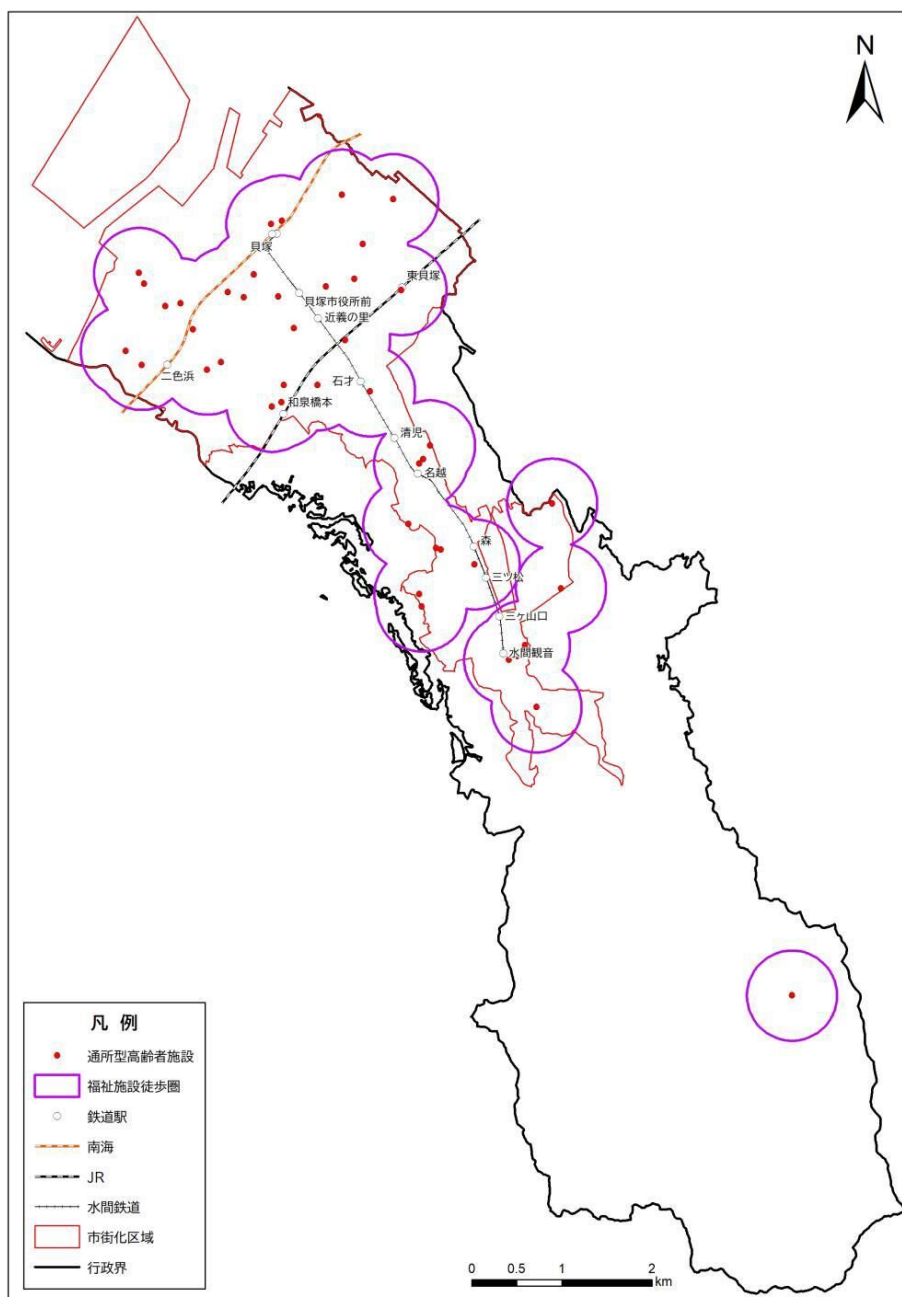 N
貝塚
東貝塚
貝塚市役所前
近義の里
二色浜
石才
和泉橋本
清児
名越
森
三ツ松
三ヶ山口
水間観音
凡 例
通所型高齢者施設
福祉施設徒歩圏
鉄道駅
南海
JR
水間鉄道
市街化区域
行政界
0 0.5 1 2
km